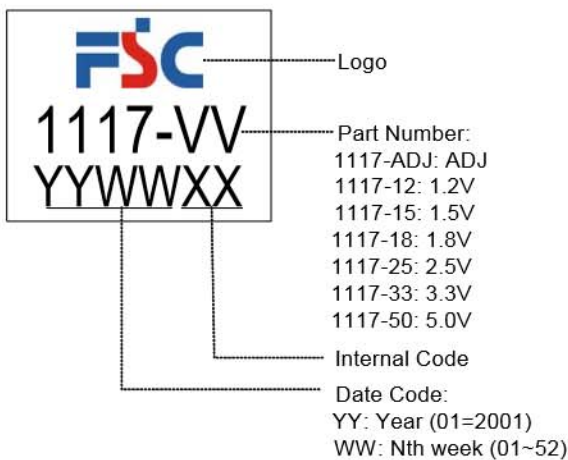 FSC
Logo
1117-VV
Part Number:
1117-ADJ: ADJ
1117-12: 1.2V
1117-15: 1.5V
1117-18: 1.8V
1117-25: 2.5V
1117-33: 3.3V
1117-50: 5.0V
YYWWXX
Internal Code
Date Code:
YY: Year (01=2001)
WW: Nth week (01~52)